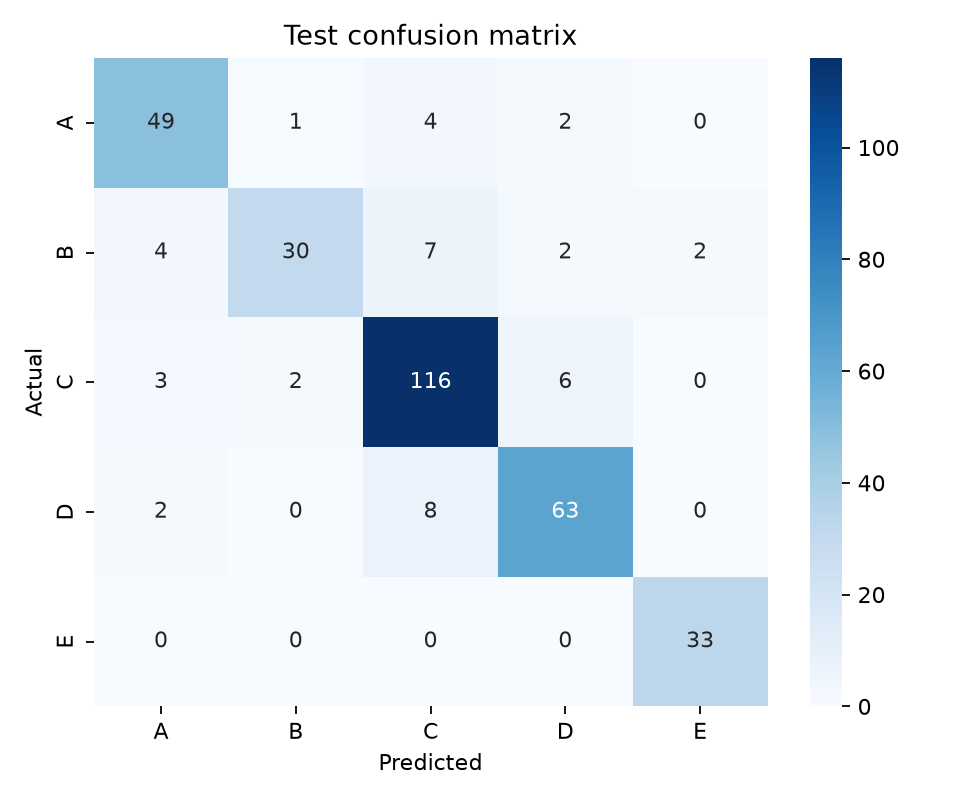 Test confusion matrix
A 49 1 4 2 0
B 4 30 7 2 2
C 3 2 116 6 0
D 2 0 8 63 0
E 0 0 0 0 33
A B C D E
Predicted
Actual
100
80
60
40
20
0